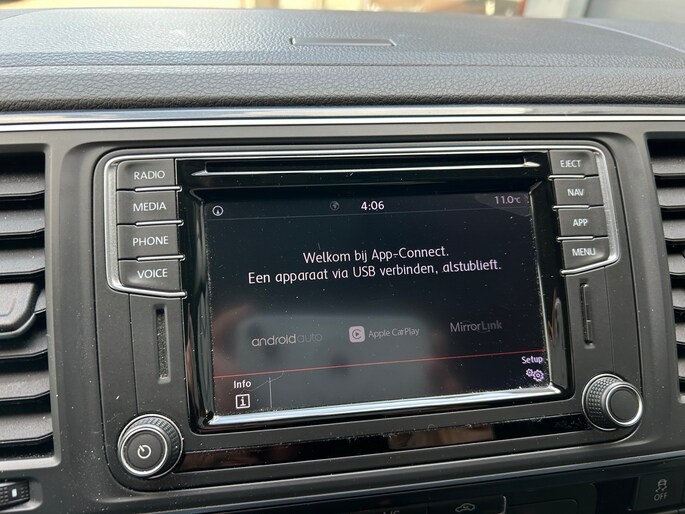 EJECT
RADIO
NAV
MEDIA
APP
PHONE
MENU
VOICE
4:06
11.0°C
Welkom bij App-Connect.
Een apparaat via USB verbinden, alstublieft.
androidauto
Apple CarPlay
MirrorLink
Setup
Info
i
OFF